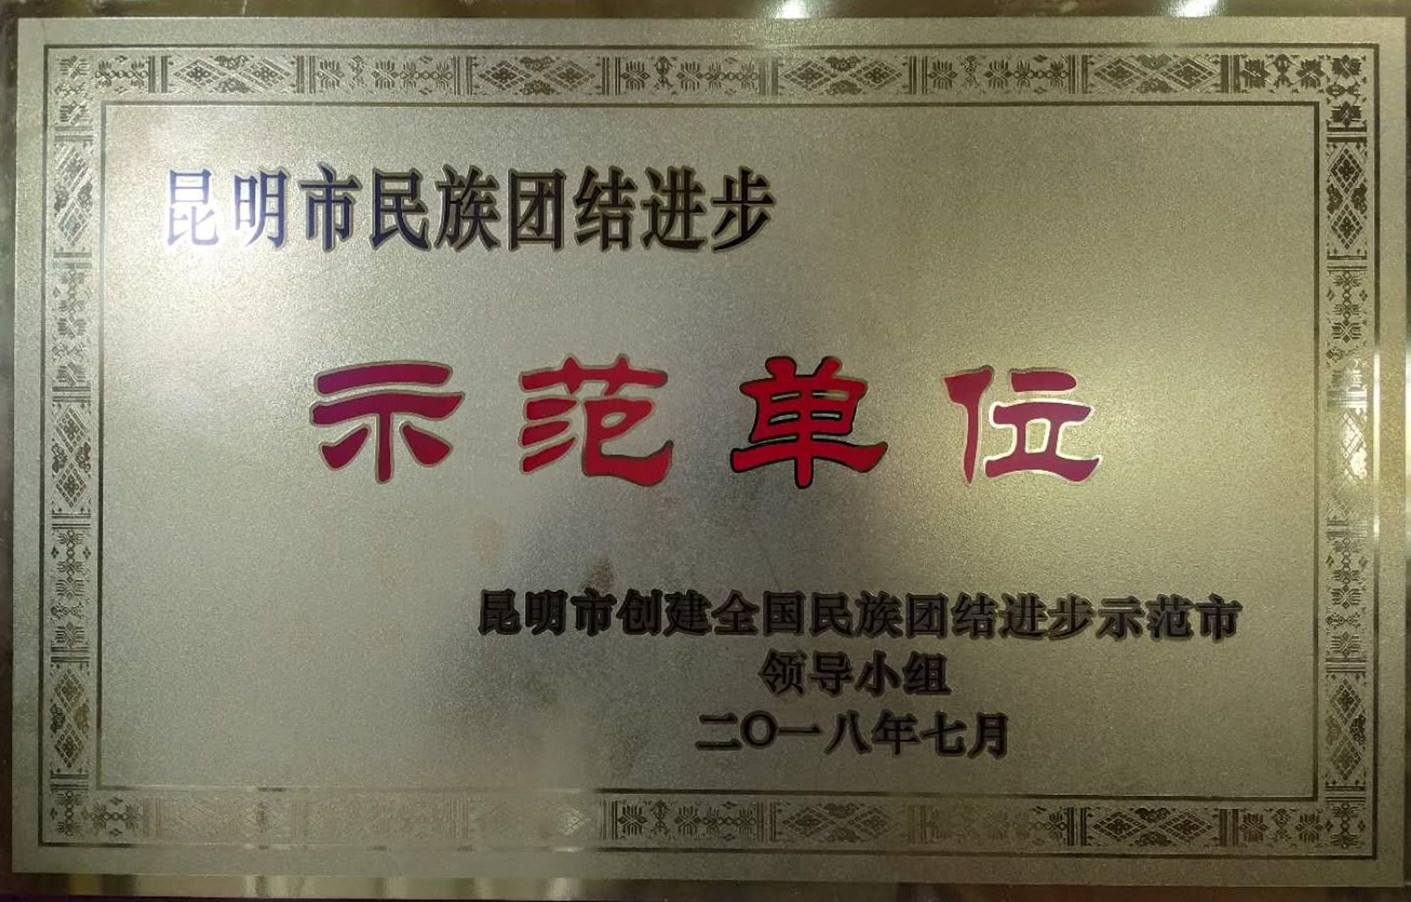 昆明市民族团结进步
示范单位
昆明市创建全国民族团结进步示范市
领导小组
二〇一八年七月